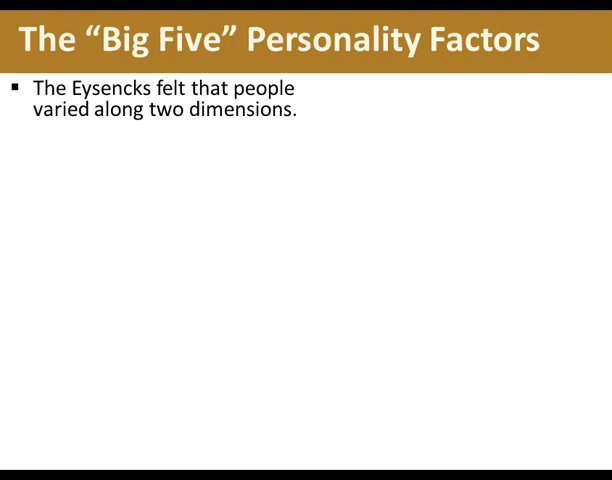 The “Big Five” Personality Factors
▪ The Eysencks felt that people
varied along two dimensions.